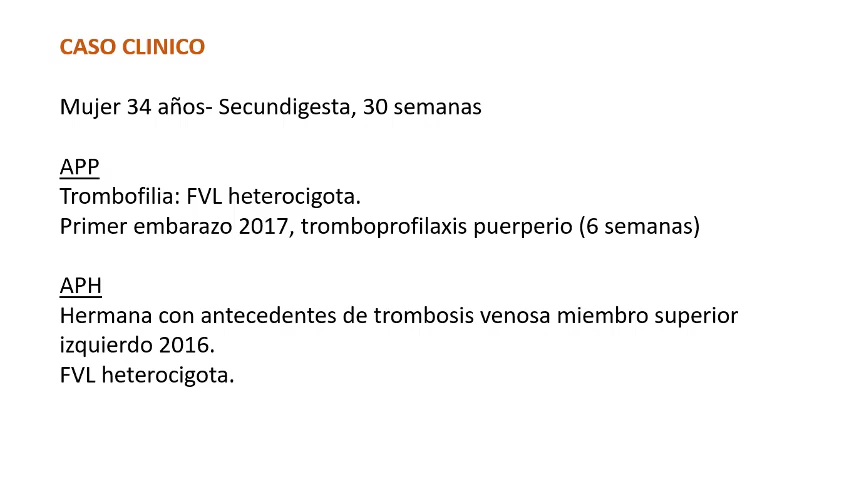 CASO CLINICO
Mujer 34 años- Secundigesta, 30 semanas
APP
Trombofilia: FVL heterocigota.
Primer embarazo 2017, tromboprofilaxis puerperio (6 semanas)
APH
Hermana con antecedentes de trombosis venosa miembro superior
izquierdo 2016.
FVL heterocigota.